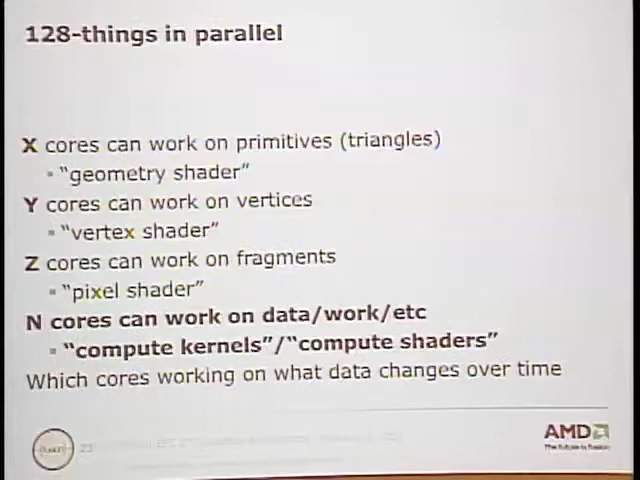 128-things in parallel
X cores can work on primitives (triangles)
▪ “geometry shader”
Y cores can work on vertices
▪ “vertex shader”
Z cores can work on fragments
▪ “pixel shader”
N cores can work on data/work/etc
▪ “compute kernels”/“compute shaders”
Which cores working on what data changes over time
23
AMD
The future is fusion